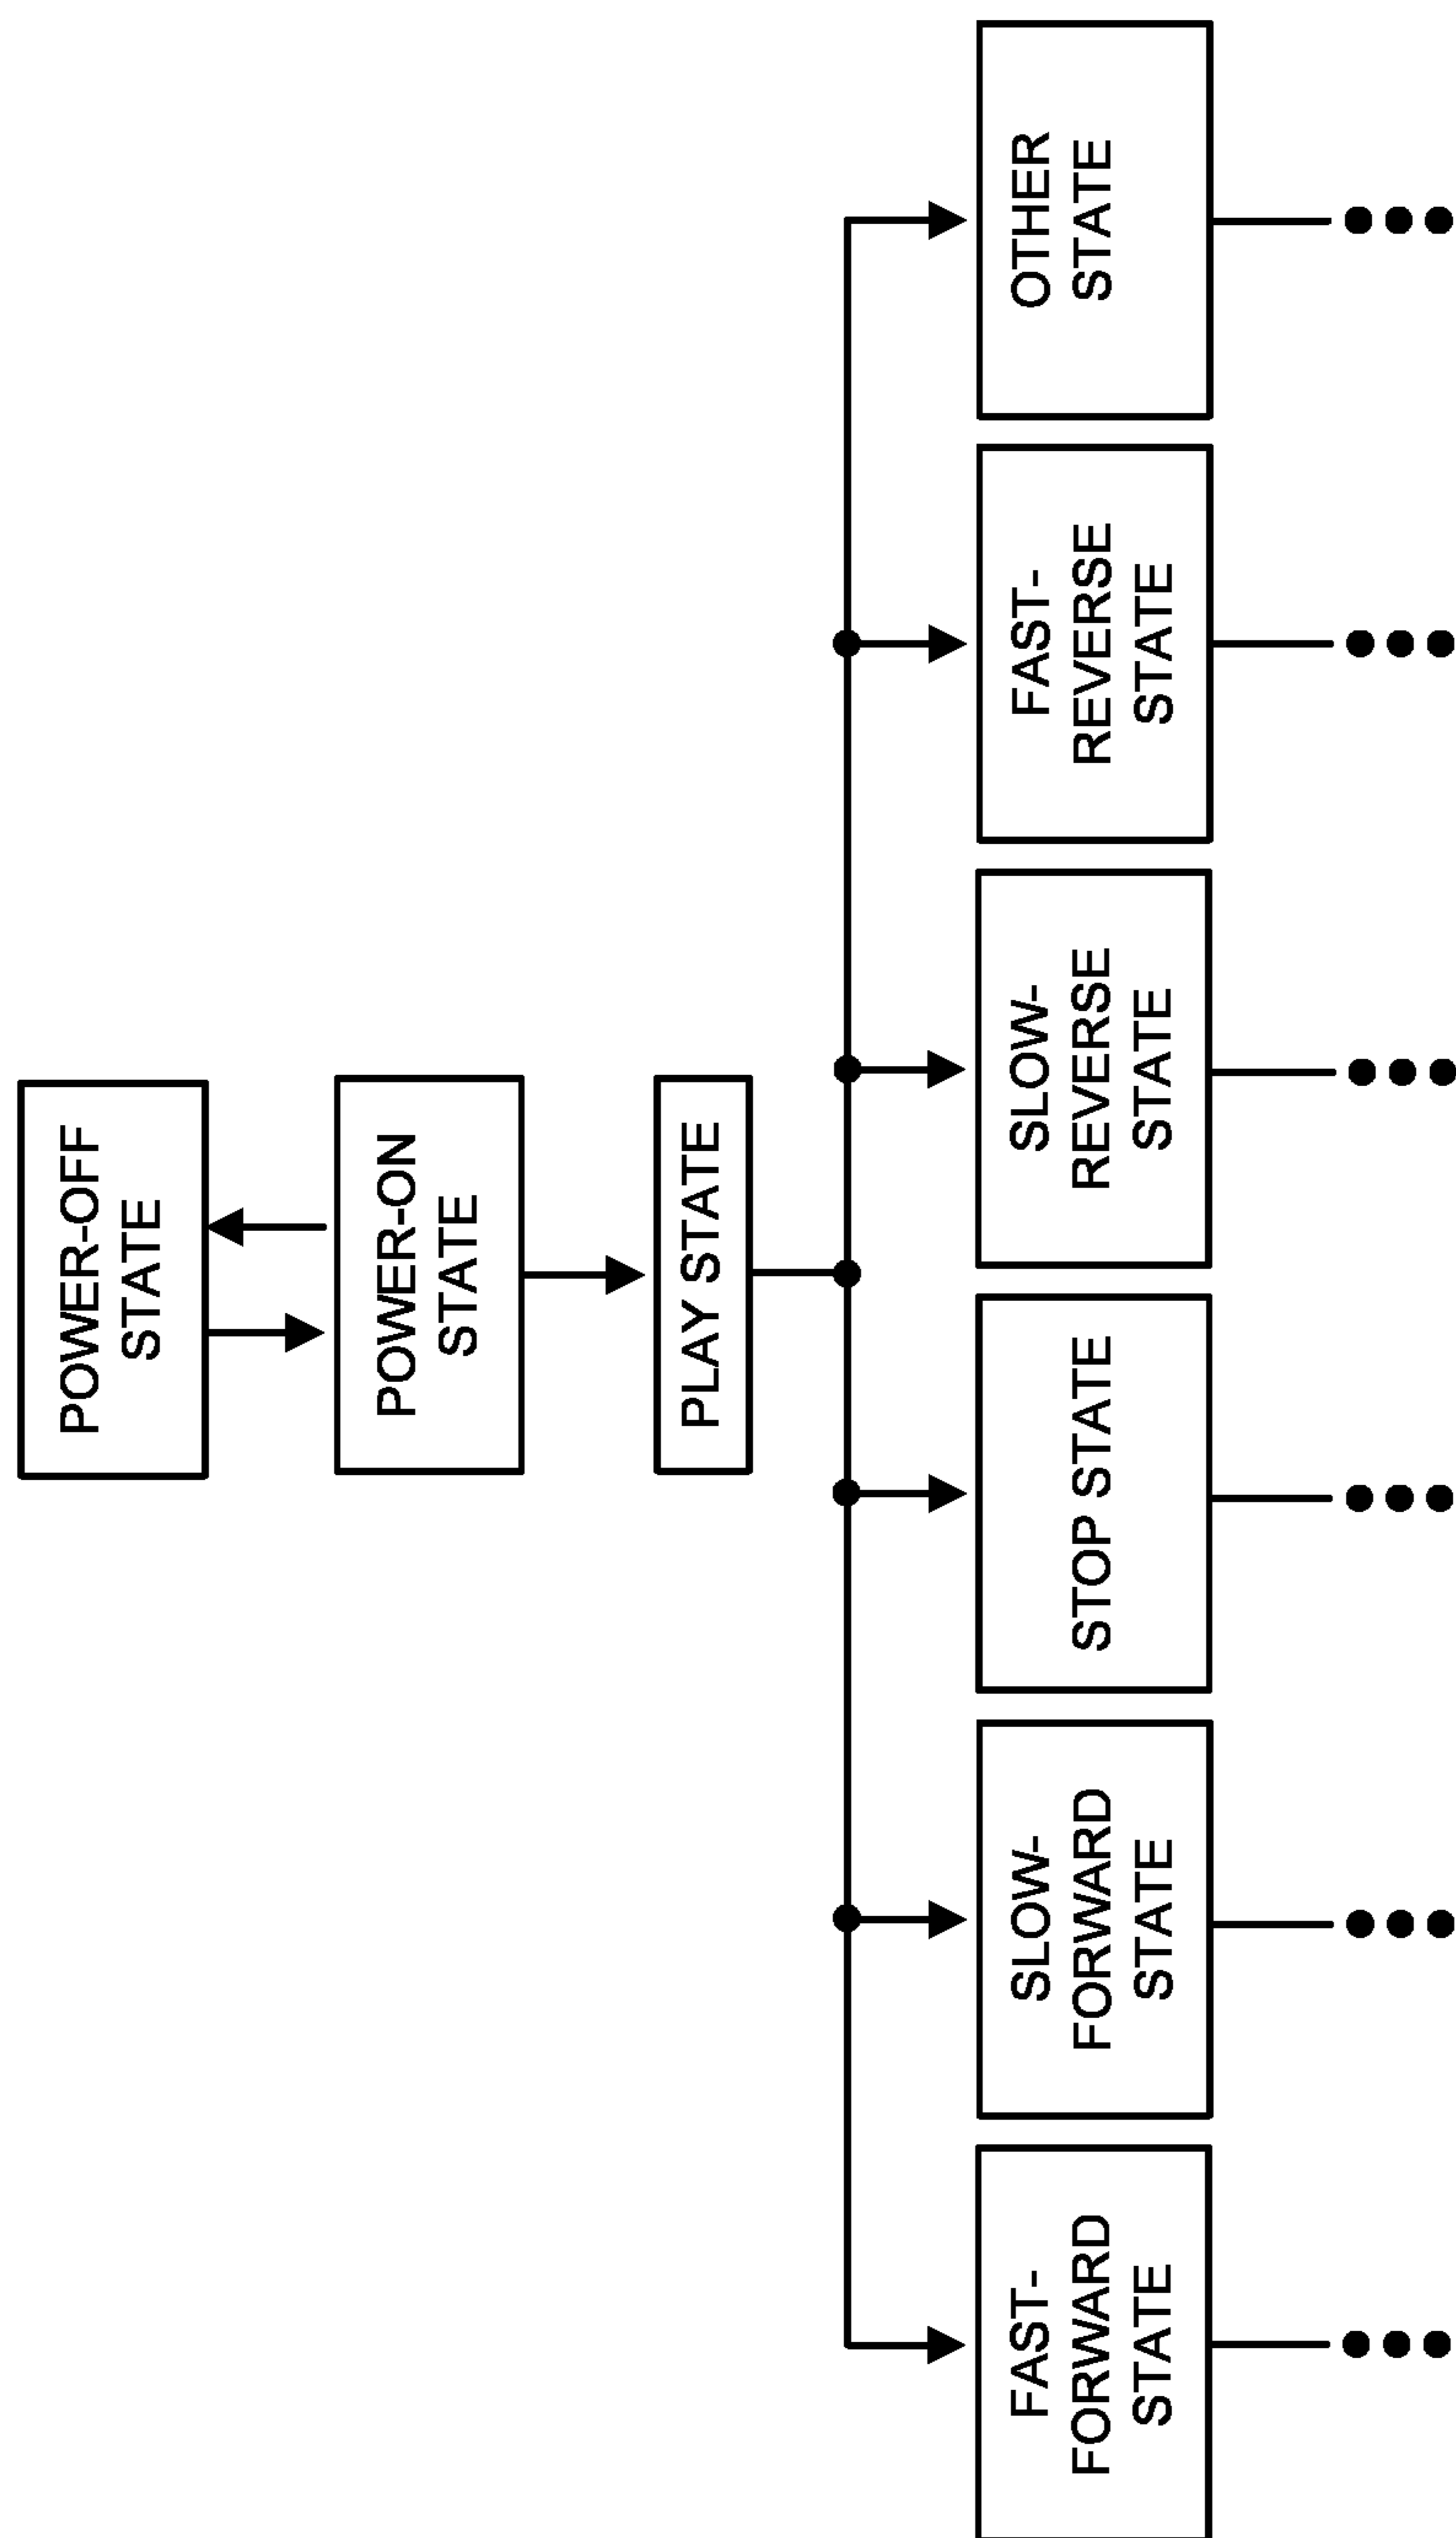 POWER-OFF
STATE
POWER-ON
STATE
PLAY STATE
FAST-
FORWARD
STATE
SLOW-
FORWARD
STATE
STOP STATE
SLOW-
REVERSE
STATE
FAST-
REVERSE
STATE
OTHER
STATE